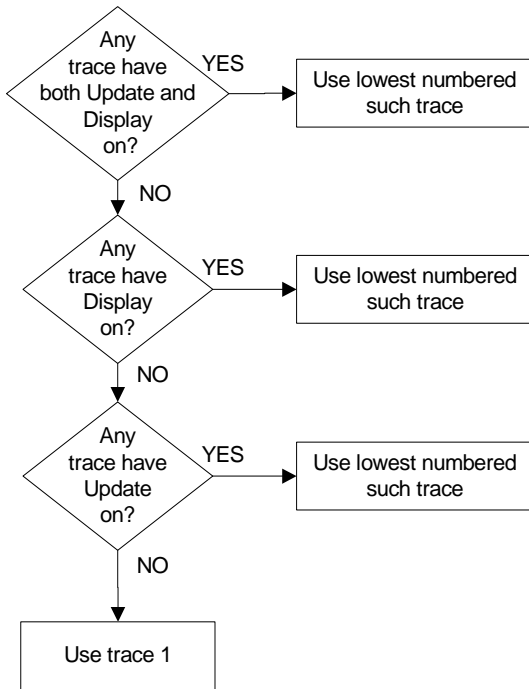 Any
trace have
both Update and
Display
on?
YES
Use lowest numbered
such trace
NO
Any
trace have
Display
on?
YES
Use lowest numbered
such trace
NO
Any
trace have
Update
on?
YES
Use lowest numbered
such trace
NO
Use trace 1